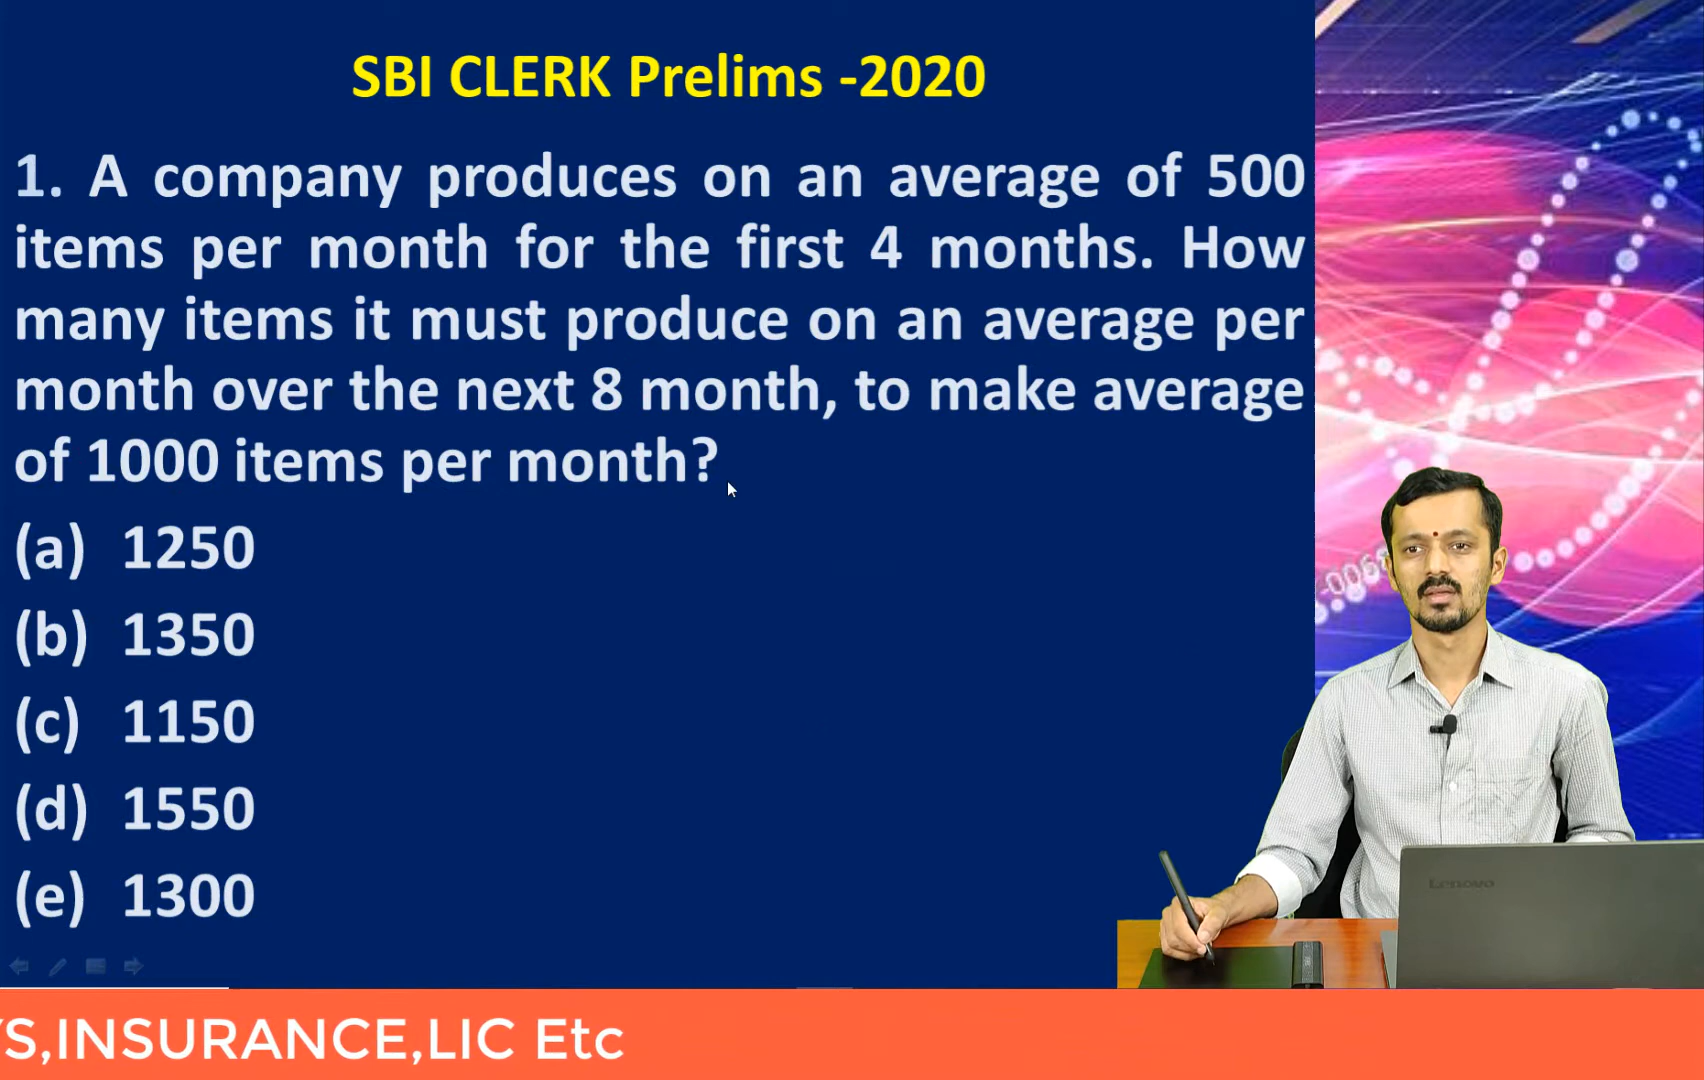 SBI CLERK Prelims -2020
1. A company produces on an average of 500
items per month for the first 4 months. How
many items it must produce on an average per
month over the next 8 month, to make average
of 1000 items per month?
(a) 1250
(b) 1350
(c) 1150
(d) 1550
(e) 1300
Lenovo
S,INSURANCE,LIC Etc